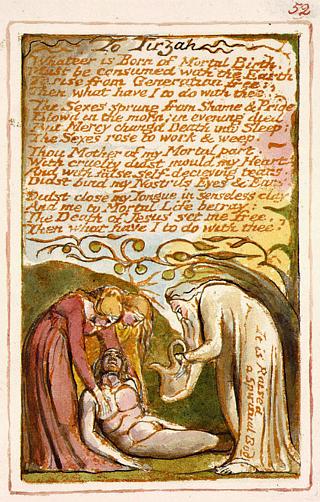 52
To Tirzah
Whate'er is Born of Mortal Birth,
Must be consumed with the Earth
To rise from Generation free:
Then what have I to do with thee?
The Sexes sprung from Shame & Pride
Blow'd in the morn; in evening died
But Mercy chang'd Death into Sleep;
The Sexes rose to work & weep.
Thou Mother of my Mortal part.
With cruelty didst mould my Heart.
And with false self-decieving tears,
Didst bind my Nostrils Eyes & Ears.
Didst close my Tongue in senseless clay
And me to Mortal Life betray:
The Death of Jesus set me free,
Then what have I to do with thee?
It is Raised
a Spiritual Body